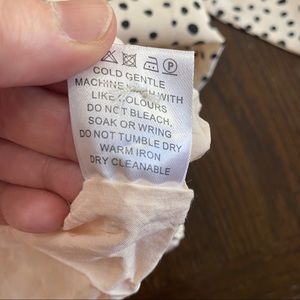 P
COLD GENTLE
MACHINE WASH WITH
LIKE COLOURS
DO NOT BLEACH,
SOAK OR WRING
DO NOT TUMBLE DRY
WARM IRON
DRY CLEANABLE